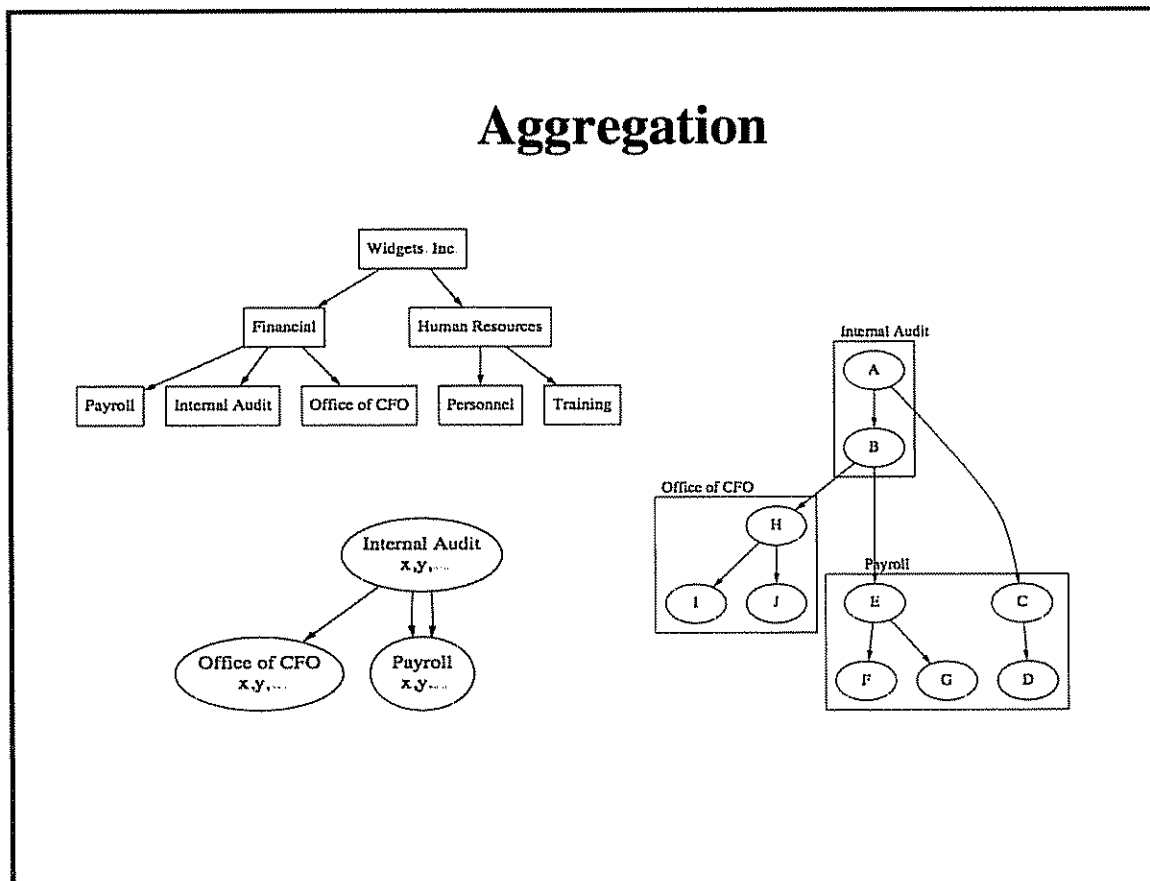 Aggregation
Widgets. Inc.
Financial
Human Resources
Payroll
Internal Audit
Office of CFO
Personnel
Training
Internal Audit
x,y,...
Office of CFO
x,y,...
Payroll
x,y,...
Internal Audit
A
B
Office of CFO
H
I
J
Payroll
E
C
F
G
D